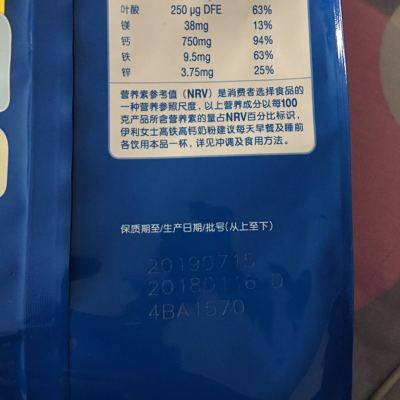 叶酸 250 μg DFE 63%
镁 38mg 13%
钙 750mg 94%
铁 9.5mg 63%
锌 3.75mg 25%
营养素参考值（NRV）是消费者选择食品的
一种营养参照尺度，以上营养成分以每100
克产品所含营养素的量占NRV百分比标识，
伊利女士高铁高钙奶粉建议每天早餐及睡前
各饮用本品一杯，详见冲调及食用方法。
保质期至/生产日期/批号(从上至下)
20190715
20180116 D
4BA1570